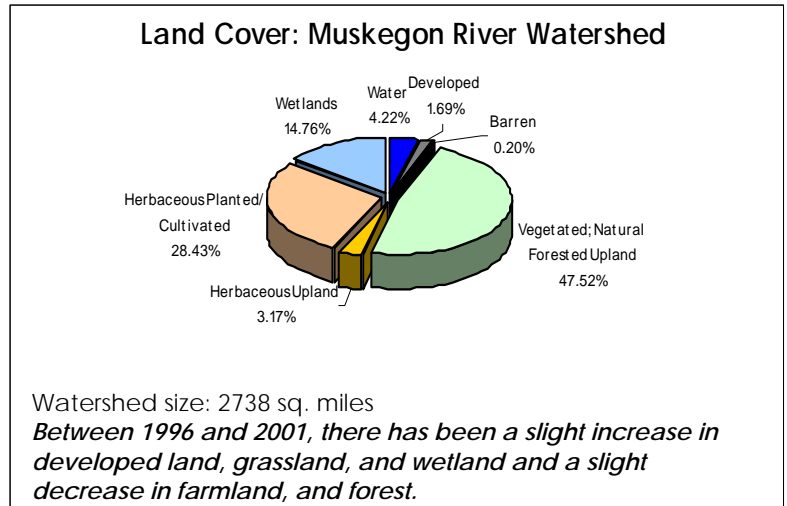 Land Cover: Muskegon River Watershed
Water
4.22%
Developed
1.69%
Barren
0.20%
Vegetated; Natural
Forested Upland
47.52%
Herbaceous Upland
3.17%
Herbaceous Planted/
Cultivated
28.43%
Wetlands
14.76%
Watershed size: 2738 sq. miles
Between 1996 and 2001, there has been a slight increase in
developed land, grassland, and wetland and a slight
decrease in farmland, and forest.